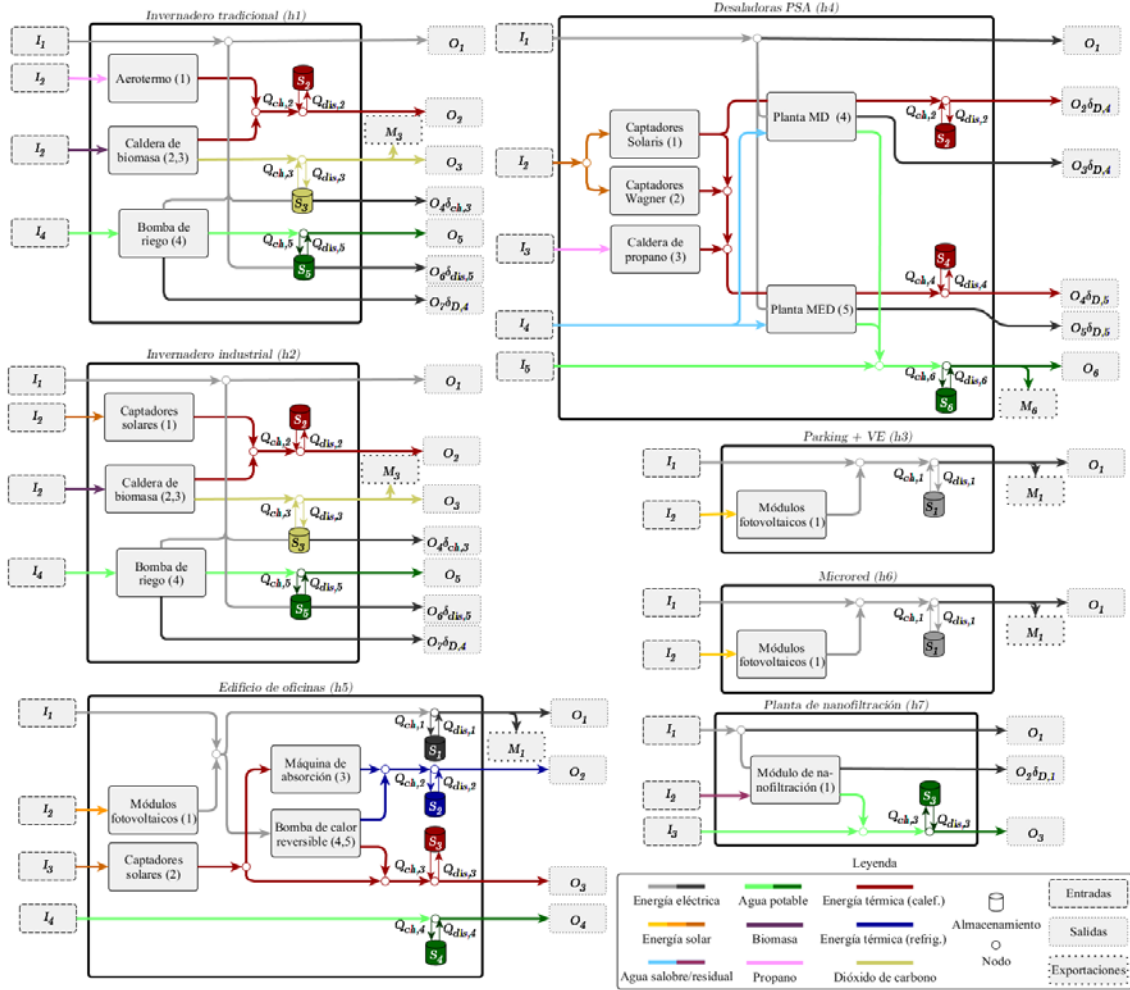 Invernadero tradicional (h1)
I1
O1
I2
Aerotermo (1)
S2
Qch,2
Qdis,2
O2
M3
I2
Caldera de
biomasa (2,3)
O3
Qch,3
Qdis,3
S3
O4δch,3
I4
Bomba de
riego (4)
O5
Qch,5
Qdis,5
S5
O6δdis,5
O7δD,4
Invernadero industrial (h2)
I1
O1
I2
Captadores
solares (1)
S2
Qch,2
Qdis,2
O2
M3
I2
Caldera de
biomasa (2,3)
O3
Qch,3
Qdis,3
S3
O4δch,3
I4
Bomba de
riego (4)
O5
Qch,5
Qdis,5
S5
O6δdis,5
O7δD,4
Edificio de oficinas (h5)
I1
O1
Qch,1
Qdis,1
S1
M1
Máquina de
absorción (3)
O2
Qch,2
Qdis,2
S2
I2
Módulos
fotovoltaicos (1)
Bomba de calor
reversible (4,5)
S3
Qch,3
Qdis,3
I3
Captadores
solares (2)
O3
I4
O4
Qch,4
Qdis,4
S4
Desaladoras PSA (h4)
I1
O1
Planta MD (4)
Qch,2
Qdis,2
S2
O2δD,4
Captadores
Solaris (1)
I2
O3δD,4
Captadores
Wagner (2)
I3
Caldera de
propano (3)
S4
Qch,4
Qdis,4
O4δD,5
I4
Planta MED (5)
O5δD,5
I5
O6
Qch,6
Qdis,6
S6
M6
Parking + VE (h3)
I1
O1
Qch,1
Qdis,1
S1
M1
I2
Módulos
fotovoltaicos (1)
Microred (h6)
I1
O1
Qch,1
Qdis,1
S1
M1
I2
Módulos
fotovoltaicos (1)
Planta de nanofiltración (h7)
I1
O1
Módulo de na-
nofiltración (1)
O2δD,1
I2
S3
Qch,3
Qdis,3
I3
O3
Leyenda
Energía eléctrica
Agua potable
Energía térmica (calef.)
Almacenamiento
Entradas
Energía solar
Biomasa
Energía térmica (refrig.)
Nodo
Salidas
Agua salobre/residual
Propano
Dióxido de carbono
Exportaciones